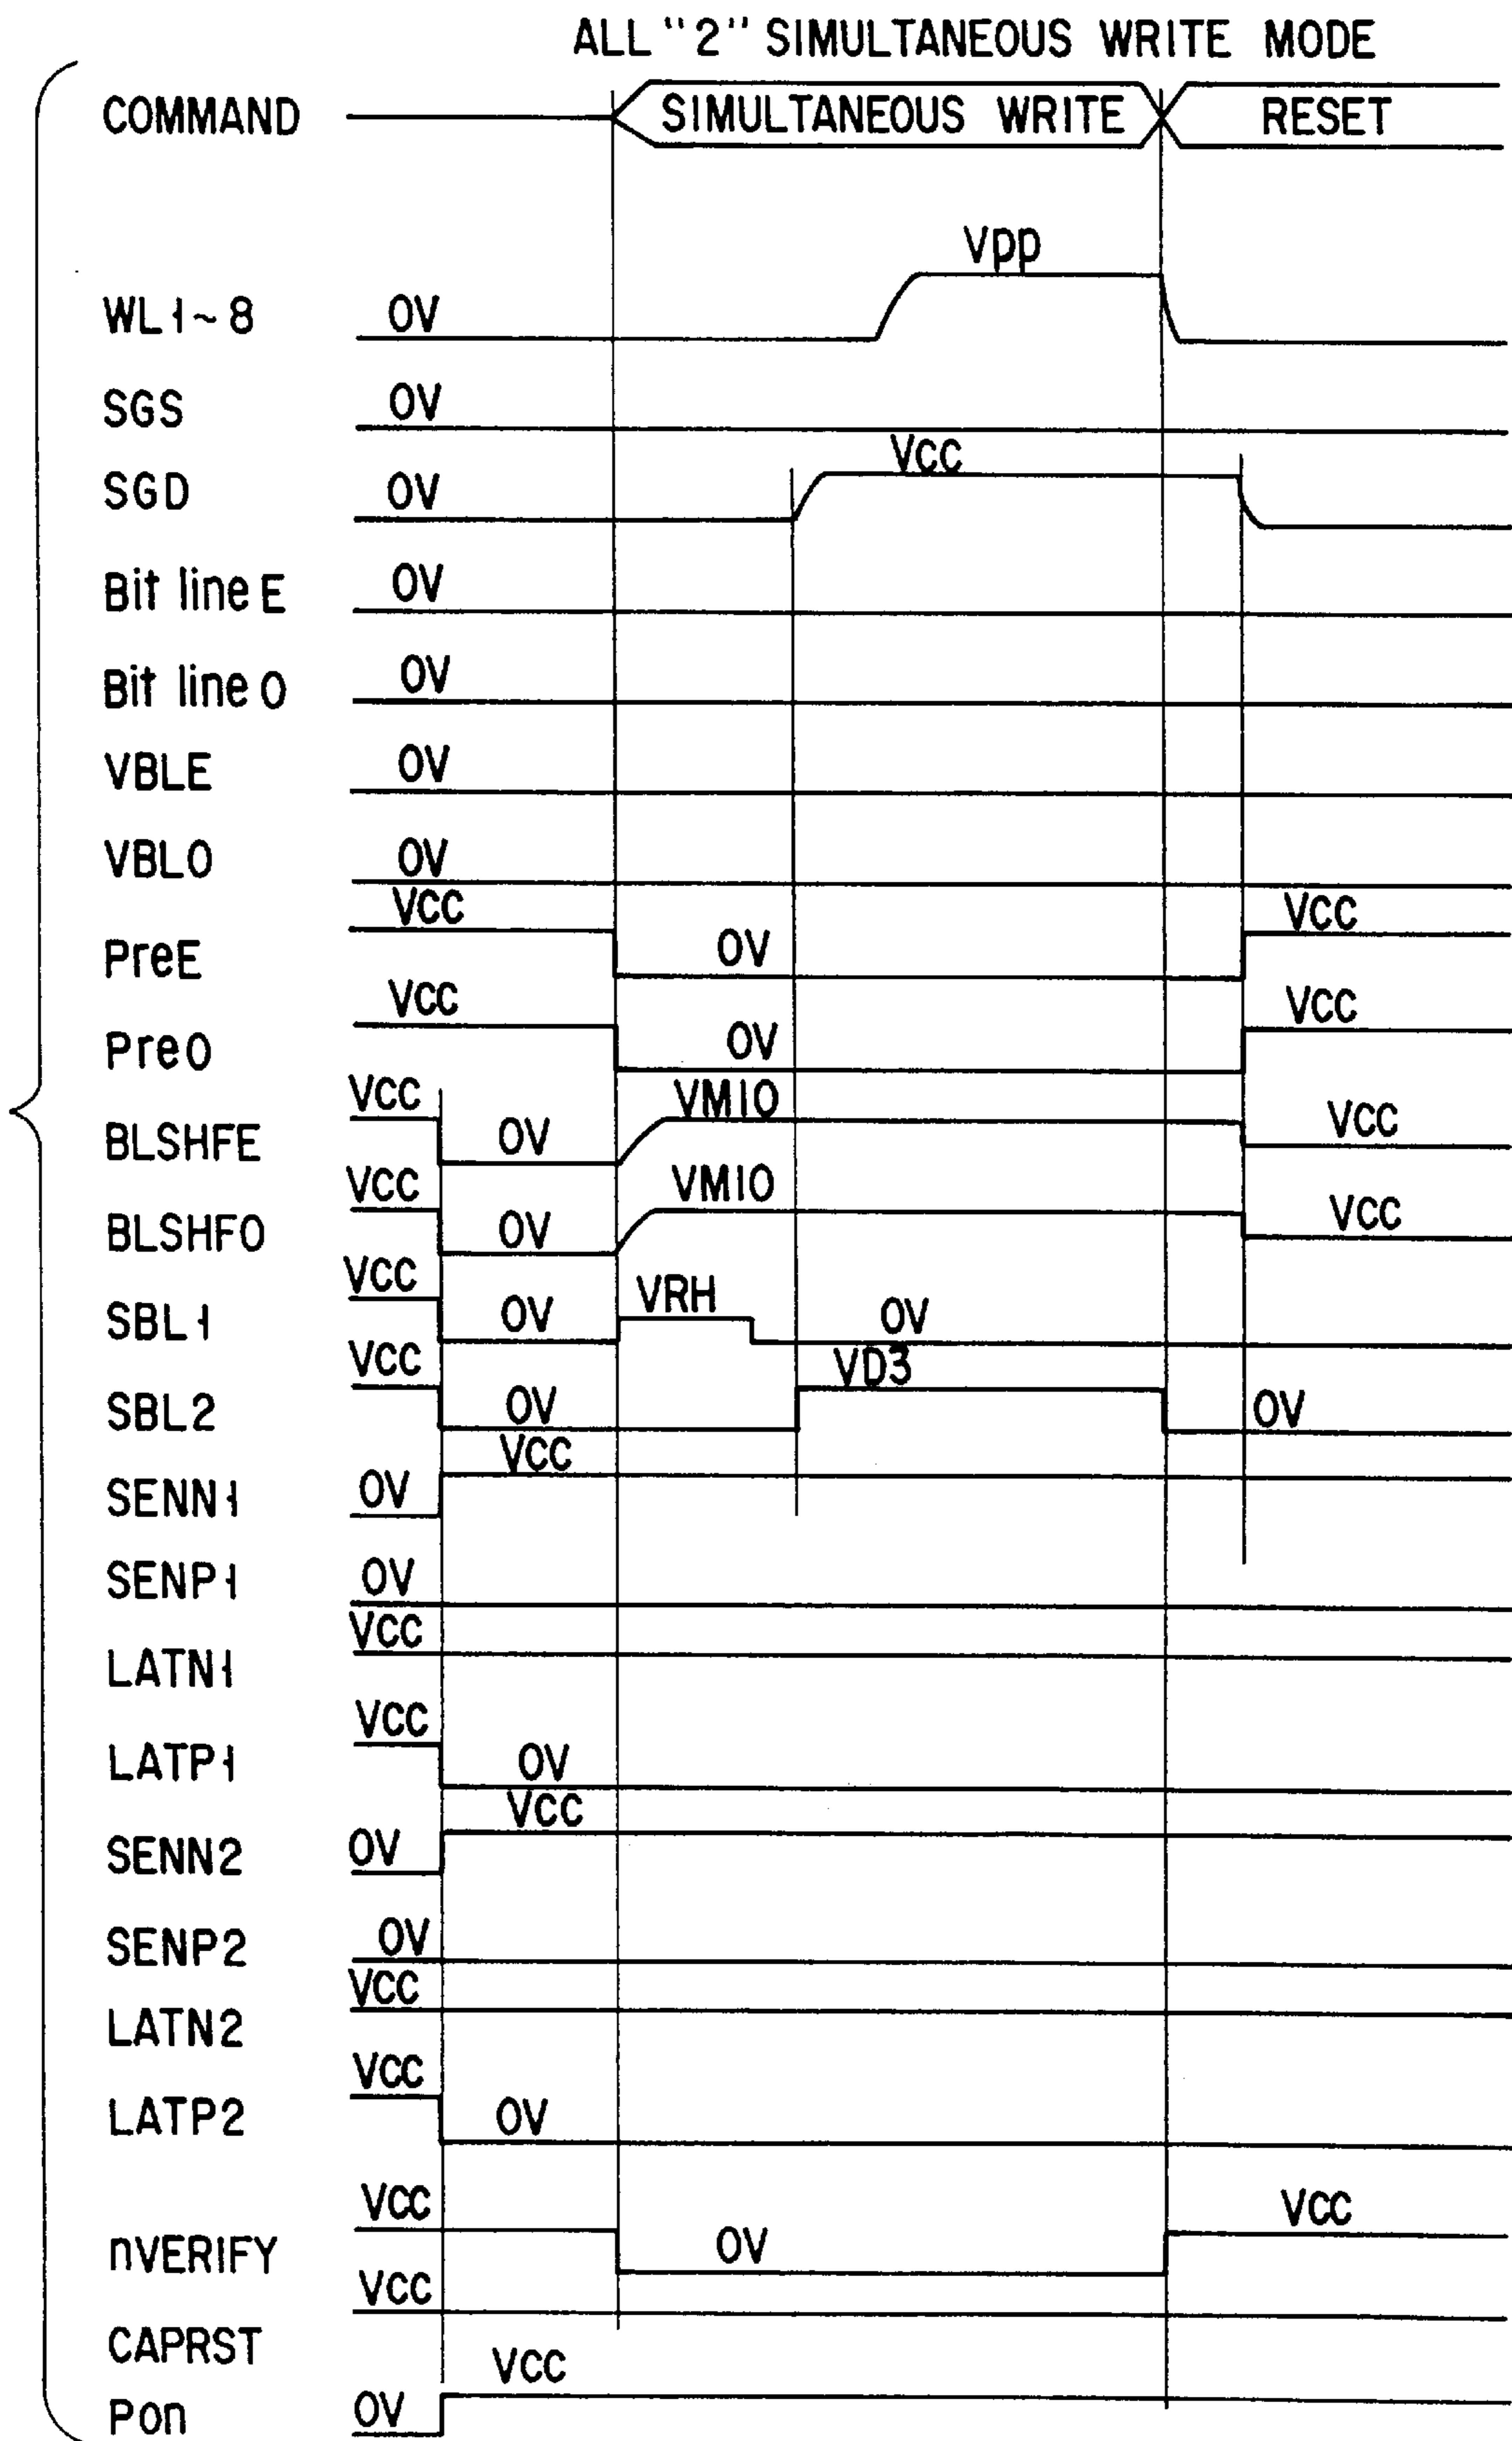 ALL "2" SIMULTANEOUS WRITE MODE
COMMAND SIMULTANEOUS WRITE RESET
Vpp
WL1~8 0V
SGS 0V
VCC
SGD 0V
Bit line E 0V
Bit line O 0V
VBLE 0V
VBLO 0V
VCC VCC
PreE 0V
VCC VCC
PreO 0V
VCC VM10
BLSHFE 0V VCC
VCC VM10
BLSHFO 0V VCC
VCC VRH
SBL1 0V 0V
VCC VD3
SBL2 0V 0V
VCC
SENN1 0V
SENP1 0V
VCC
LATN1
VCC
LATP1 0V
VCC
SENN2 0V
SENP2 0V
VCC
LATN2
VCC
LATP2 0V
VCC VCC
nVERIFY 0V
VCC
CAPRST
VCC
Pon 0V